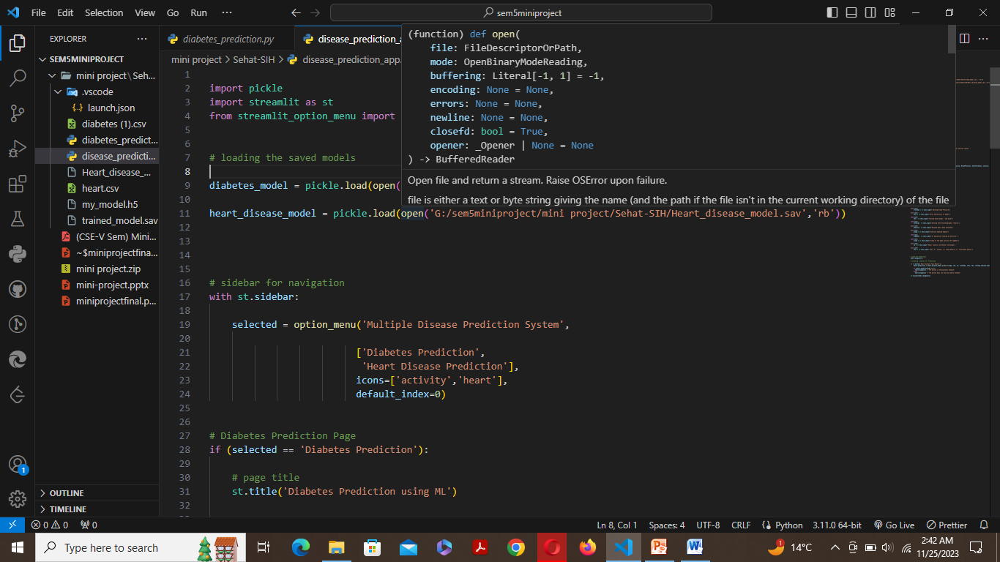 File Edit Selection View Go Run ··· sem5miniproject
EXPLORER ···
SEM5MINIPROJECT
mini project \ Seh...
.vscode
launch.json
diabetes (1).csv
diabetes_predict...
disease_predicti...
Heart_disease_...
heart.csv
my_model.h5
trained_model.sav
(CSE-V Sem) Mini...
~$miniprojectfina...
mini project.zip
mini-project.pptx
miniprojectfinal.p...
OUTLINE
TIMELINE
diabetes_prediction.py disease_prediction_a
mini project > Sehat-SIH > disease_prediction_app.
1
2 import pickle
3 import streamlit as st
4 from streamlit_option_menu import
5
6
7 # loading the saved models
8
9 diabetes_model = pickle.load(open(
10
11 heart_disease_model = pickle.load(open('G:/sem5miniproject/mini project/Sehat-SIH/Heart_disease_model.sav','rb'))
12
13
14
15
16 # sidebar for navigation
17 with st.sidebar:
18
19 selected = option_menu('Multiple Disease Prediction System',
20
21 ['Diabetes Prediction',
22 'Heart Disease Prediction'],
23 icons=['activity','heart'],
24 default_index=0)
25
26
27 # Diabetes Prediction Page
28 if (selected == 'Diabetes Prediction'):
29
30 # page title
31 st.title('Diabetes Prediction using ML')
32
(function) def open(
file: FileDescriptorOrPath,
mode: OpenBinaryModeReading,
buffering: Literal[-1, 1] = -1,
encoding: None = None,
errors: None = None,
newline: None = None,
closefd: bool = True,
opener: _Opener | None = None
) -> BufferedReader
Open file and return a stream. Raise OSError upon failure.
file is either a text or byte string giving the name (and the path if the file isn't in the current working directory) of the file
1
0 0 0 Ln 8, Col 1 Spaces: 4 UTF-8 CRLF Python 3.11.0 64-bit Go Live Prettier
Type here to search 1 14°C 2:42 AM
11/25/2023